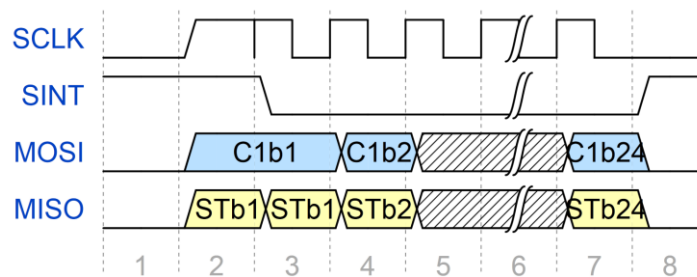 SCLK
SINT
MOSI C1b1 C1b2 C1b24
MISO STb1 STb1 STb2 STb24
1 2 3 4 5 6 7 8